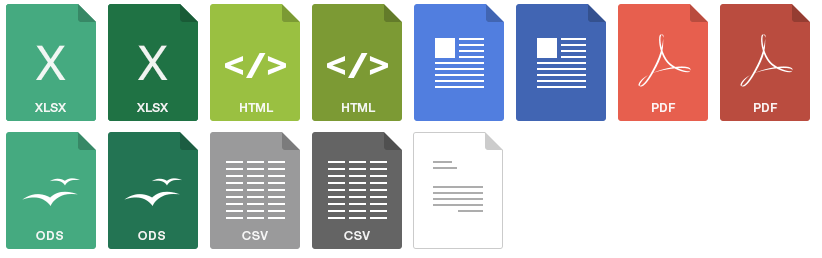 X X </> </>
XLSX XLSX HTML HTML PDF PDF
ODS ODS CSV CSV